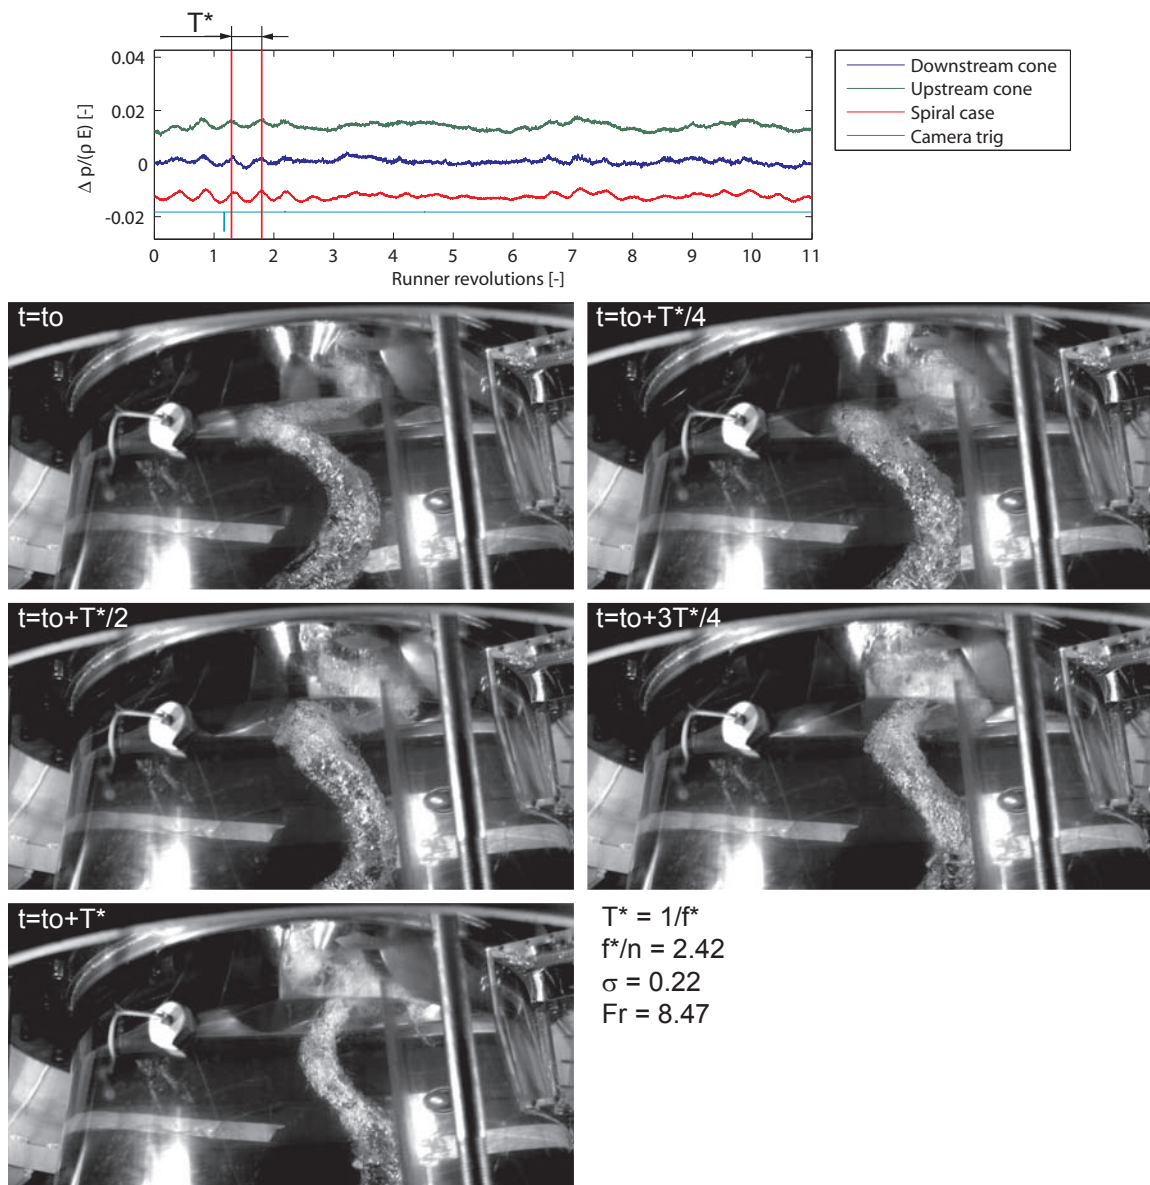 T*
0.04
0.02
0
-0.02
Δ p/(ρ E) [-]
0 1 2 3 4 5 6 7 8 9 10 11
Runner revolutions [-]
Downstream cone
Upstream cone
Spiral case
Camera trig
t=to
t=to+T*/4
t=to+T*/2
t=to+3T*/4
t=to+T*
T* = 1/f*
f*/n = 2.42
σ = 0.22
Fr = 8.47